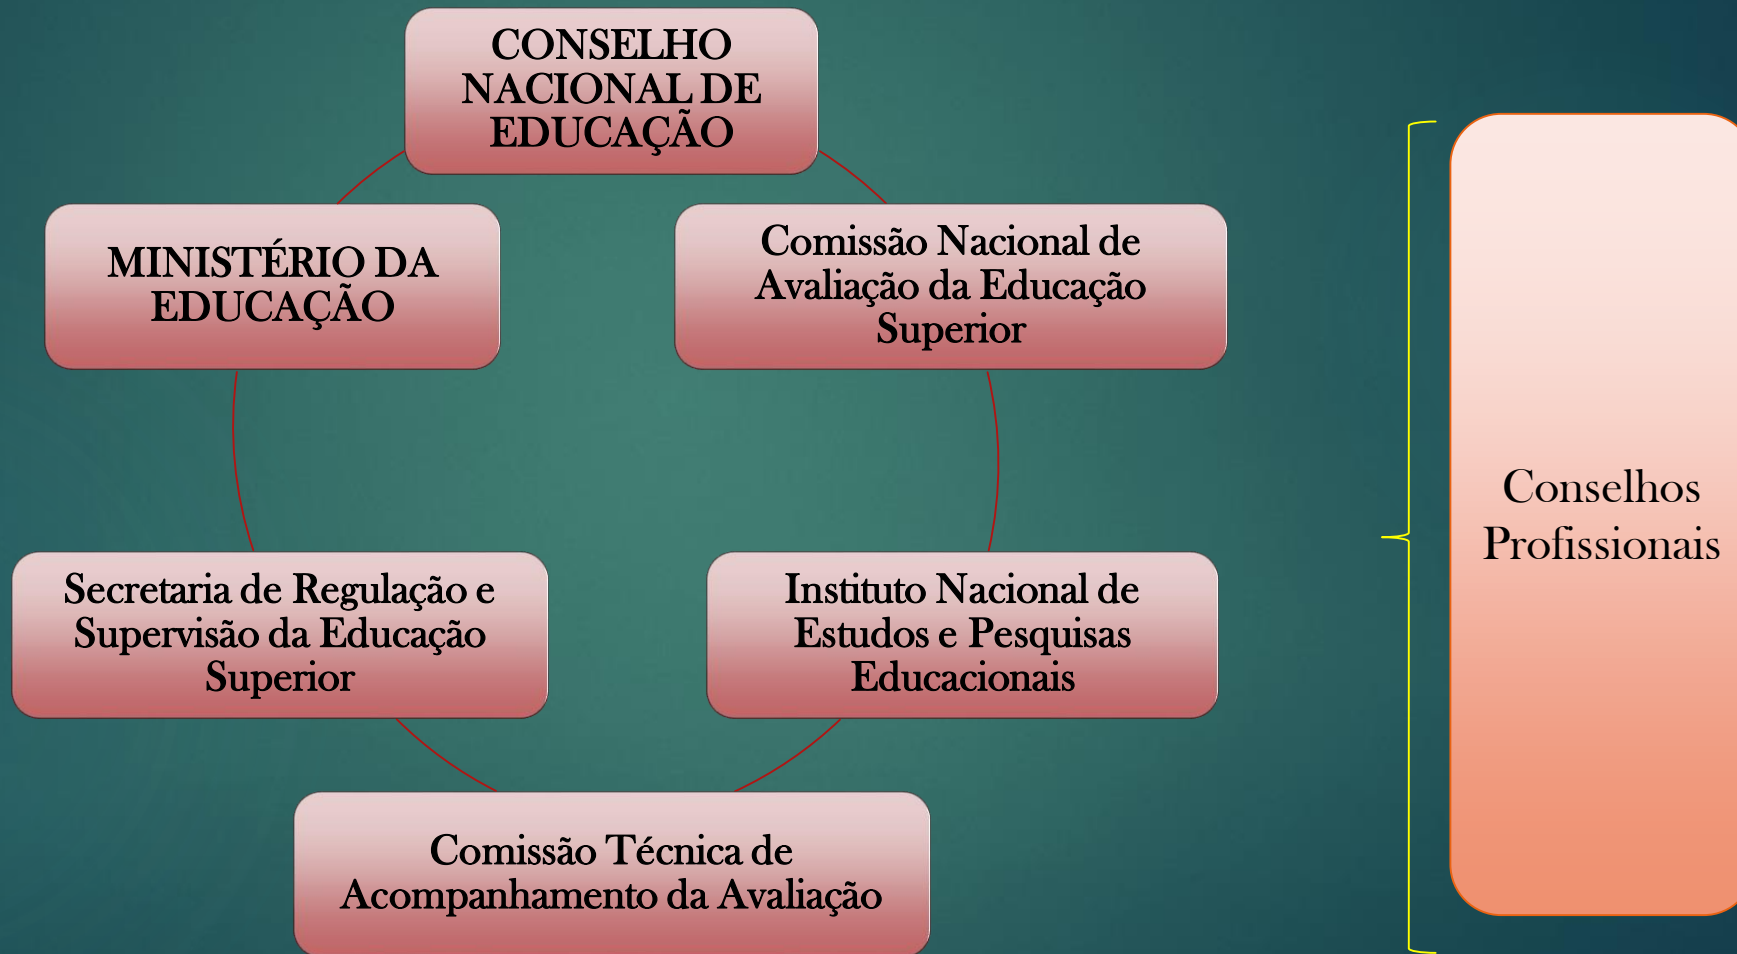 CONSELHO
NACIONAL DE
EDUCAÇÃO
MINISTÉRIO DA
EDUCAÇÃO
Comissão Nacional de
Avaliação da Educação
Superior
Secretaria de Regulação e
Supervisão da Educação
Superior
Instituto Nacional de
Estudos e Pesquisas
Educacionais
Comissão Técnica de
Acompanhamento da Avaliação
Conselhos
Profissionais